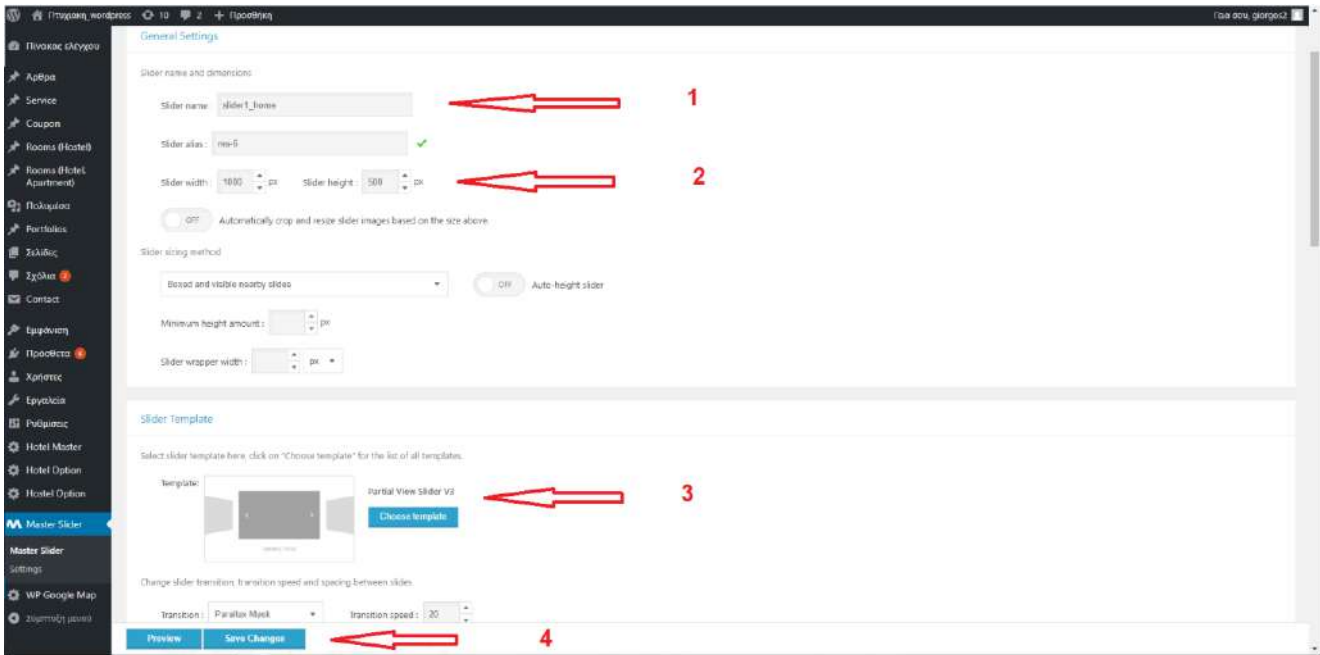 Πτυχιακη_wordpress 10 2 + Προσθήκη Γεια σου, giorgos2
Πίνακας ελέγχου
Άρθρα
Service
Coupon
Rooms (Hostel)
Rooms (Hotel,
Apartment)
Πολυμέσα
Portfolios
Σελίδες
Σχόλια 2
Contact
Εμφάνιση
Πρόσθετα
Χρήστες
Εργαλεία
Ρυθμίσεις
Hotel Master
Hotel Option
Hostel Option
Master Slider
Master Slider
Settings
WP Google Map
Σύμπτυξη μενού
General Settings
Slider name and dimensions
Slider name slider1_home 1
Slider alias :
Slider width : 1000 px Slider height : 500 px 2
OFF Automatically crop and resize slider images based on the size above.
Slider sizing method
Boxed and visible nearby slides OFF Auto-height slider
Minimum height amount : px
Slider wrapper width : px
Slider Template
Select slider template here, click on "Choose template" for the list of all templates.
Template: Partial View Slider V3 3
Choose template
Change slider transition, transition speed and spacing between slides.
Transition : Parallax Mask Transition speed : 20
Preview Save Changes 4